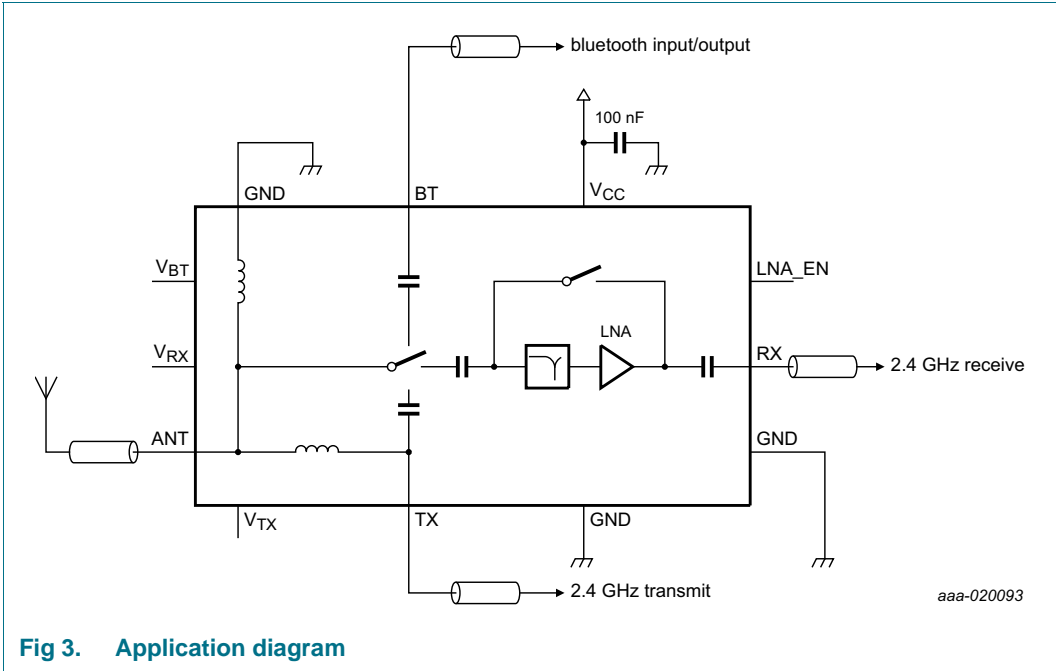 bluetooth input/output
100 nF
GND
BT
VCC
VBT
LNA_EN
LNA
VRX
RX
2.4 GHz receive
ANT
GND
VTX
TX
GND
2.4 GHz transmit
aaa-020093
Fig 3. Application diagram